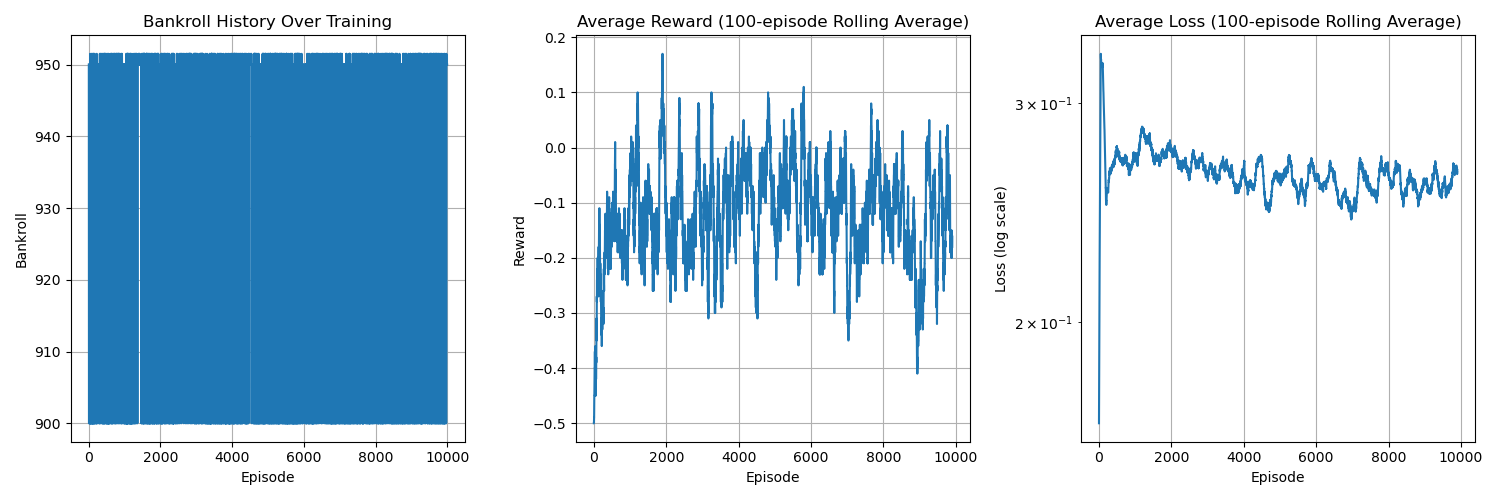 Bankroll History Over Training
950
940
930
920
910
900
Bankroll
0 2000 4000 6000 8000 10000
Episode
Average Reward (100-episode Rolling Average)
0.2
0.1
0.0
−0.1
−0.2
−0.3
−0.4
−0.5
Reward
0 2000 4000 6000 8000 10000
Episode
Average Loss (100-episode Rolling Average)
3 × 10⁻¹
2 × 10⁻¹
Loss (log scale)
0 2000 4000 6000 8000 10000
Episode